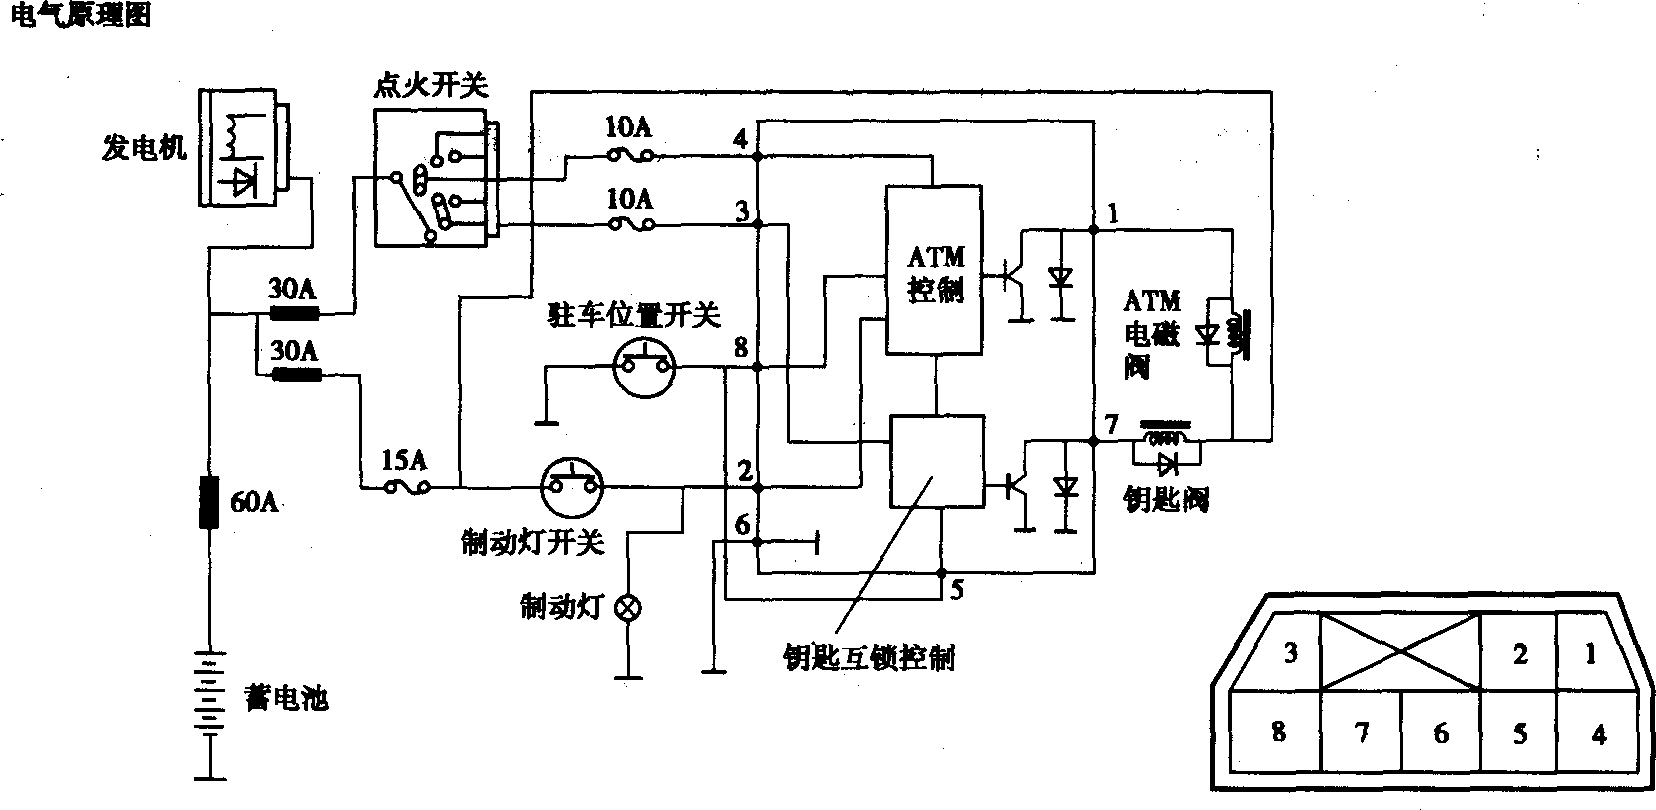 电气原理图
点火开关
发电机
10A
4
10A
3
1
ATM
控制
30A
30A
驻车位置开关
8
ATM
电磁
阀
7
15A
2
钥匙阀
60A
6
制动灯开关
5
制动灯
钥匙互锁控制
蓄电池
3 2 1
8 7 6 5 4